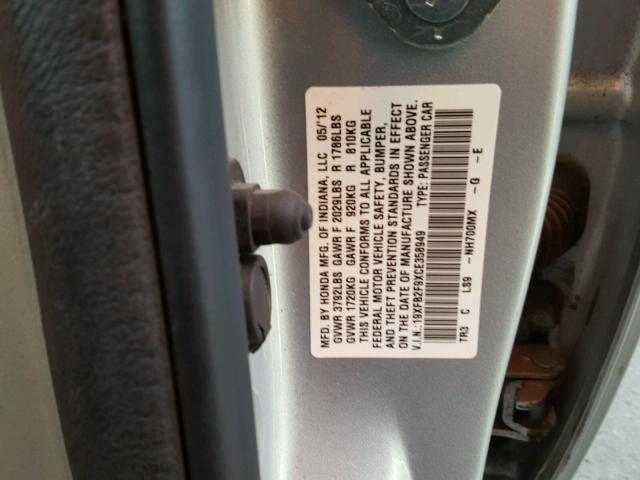 MFD. BY HONDA MFG. OF INDIANA, LLC 05/'12
GVWR 3792LBS GAWR F 2029LBS R 1786LBS
GVWR 1720KG GAWR F 920KG R 810KG
THIS VEHICLE CONFORMS TO ALL APPLICABLE
FEDERAL MOTOR VEHICLE SAFETY, BUMPER,
AND THEFT PREVENTION STANDARDS IN EFFECT
ON THE DATE OF MANUFACTURE SHOWN ABOVE.
V.I.N.:19XFB2F9XCE358949 TYPE: PASSENGER CAR
TR3 C LS9 -NH700MX -G -E